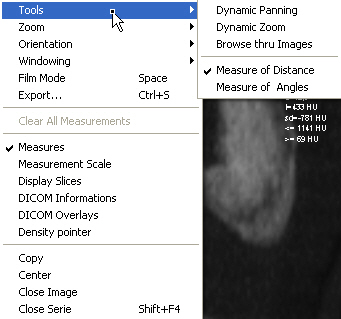 Tools
Zoom
Orientation
Windowing
Film Mode Space
Export... Ctrl+S
Clear All Measurements
Measures
Measurement Scale
Display Slices
DICOM Informations
DICOM Overlays
Density pointer
Copy
Center
Close Image
Close Serie Shift+F4
Dynamic Panning
Dynamic Zoom
Browse thru Images
Measure of Distance
Measure of Angles
sd=-781 HU
<= 1141 HU
>= 69 HU